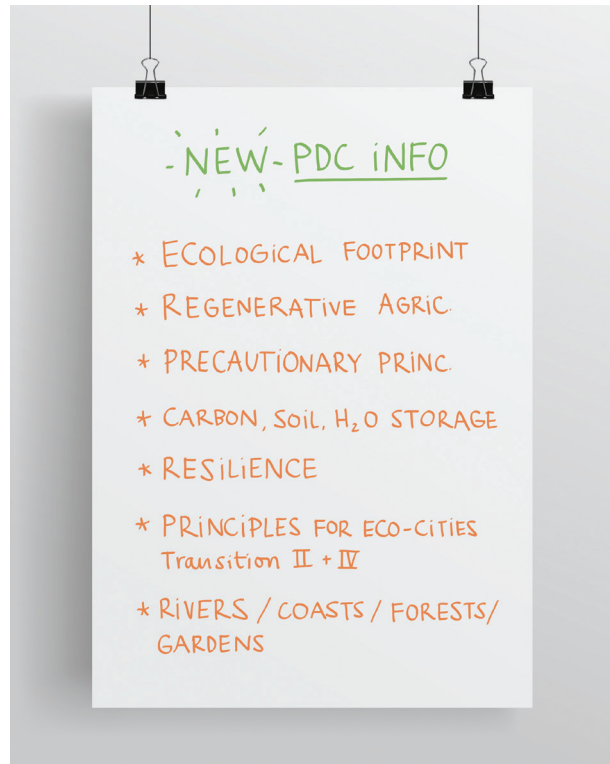 - NEW - PDC iNFO
* ECOLOGiCAL FOOTPRiNT
* REGENERATiVE AGRiC.
* PRECAUTiONARY PRiNC.
* CARBON, SOiL, H₂O STORAGE
* RESiLiENCE
* PRiNCiPLES FOR ECO-CiTiES
Transition II + IV
* RiVERS / COASTS / FORESTS /
GARDENS